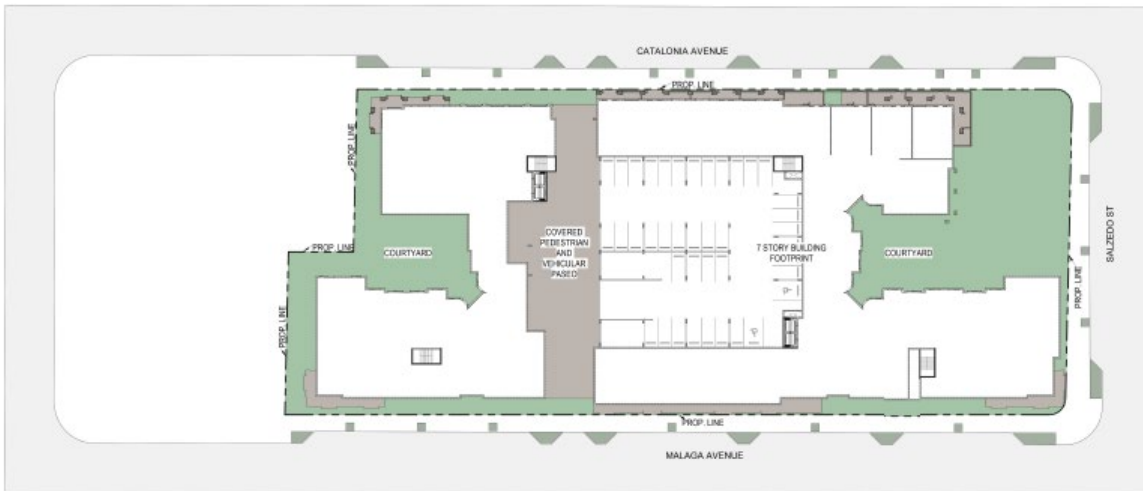 CATALONIA AVENUE
PROP. LINE
PROP. LINE
COVERED
PEDESTRIAN
AND
VEHICULAR
PASEO
7 STORY BUILDING
FOOTPRINT
SALZEDO ST
PROP. LINE
COURTYARD
COURTYARD
PROP. LINE
PROP. LINE
PROP. LINE
MALAGA AVENUE